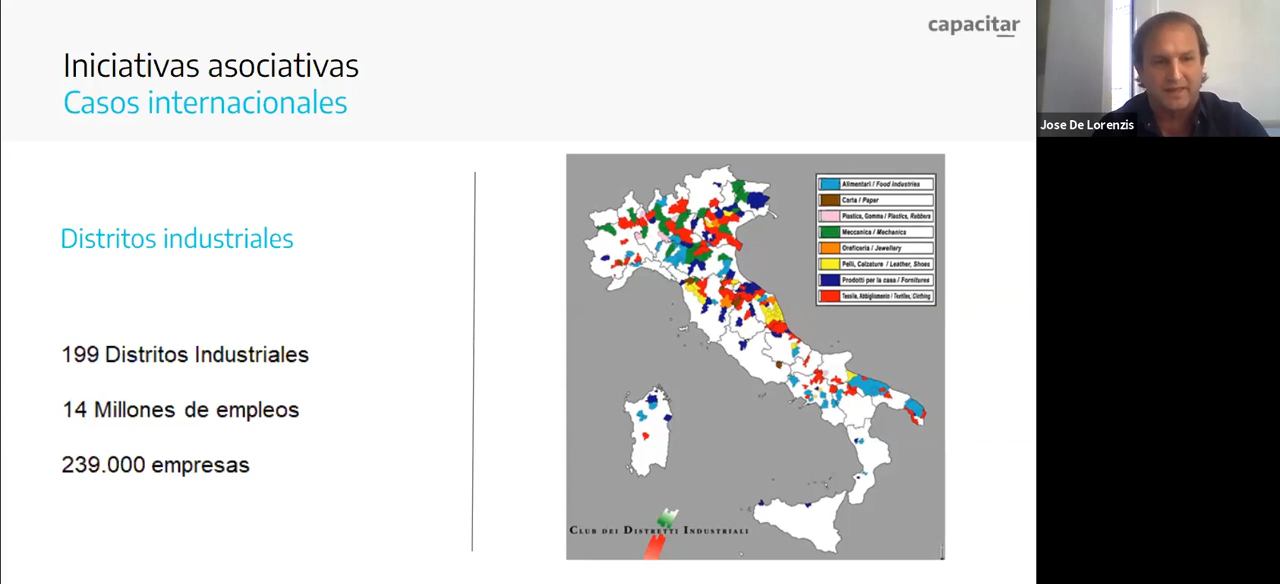 capacitar
Iniciativas asociativas
Casos internacionales
Jose De Lorenzis
Distritos industriales
199 Distritos Industriales
14 Millones de empleos
239.000 empresas
Alimentari / Food Industries
Carta / Paper
Plastica, Gomma / Plastics, Rubbers
Meccanica / Mechanics
Oreficeria / Jewellery
Pelli, Calzature / Leather, Shoes
Prodotti per la casa / Fornitures
Tessile, Abbigliamento / Textiles, Clothing
Club dei Distretti Industriali